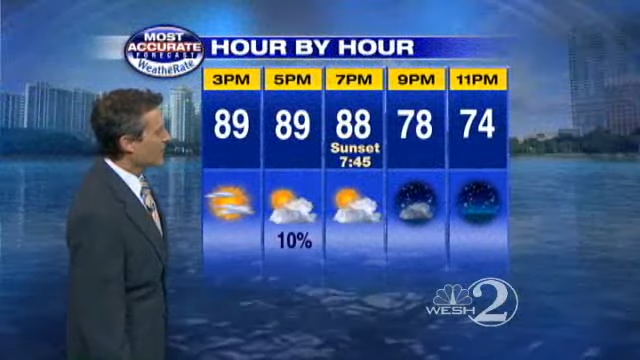 MOST
ACCURATE
FORECAST
WeatheRate
HOUR BY HOUR
3PM 5PM 7PM 9PM 11PM
89 89 88 78 74
Sunset
7:45
10%
WESH 2